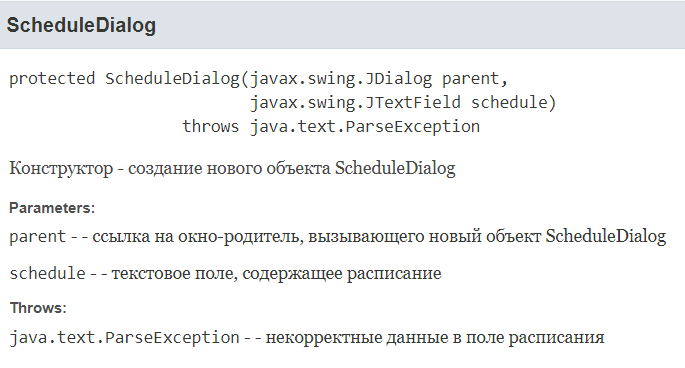 ScheduleDialog
protected ScheduleDialog(javax.swing.JDialog parent,
javax.swing.JTextField schedule)
throws java.text.ParseException
Конструктор - создание нового объекта ScheduleDialog
Parameters:
parent - - ссылка на окно-родитель, вызывающего новый объект ScheduleDialog
schedule - - текстовое поле, содержащее расписание
Throws:
java.text.ParseException - - некорректные данные в поле расписания